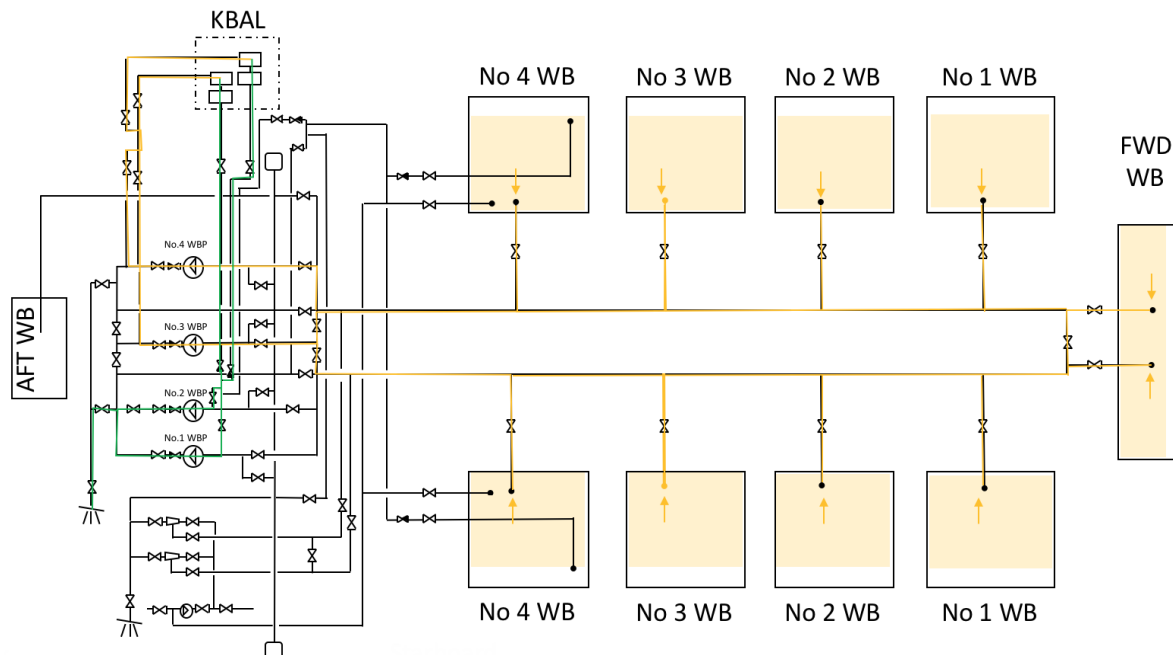 KBAL
No 4 WB
No 3 WB
No 2 WB
No 1 WB
FWD
WB
No.4 WBP
No.3 WBP
No.2 WBP
No.1 WBP
AFT WB
No 4 WB
No 3 WB
No 2 WB
No 1 WB